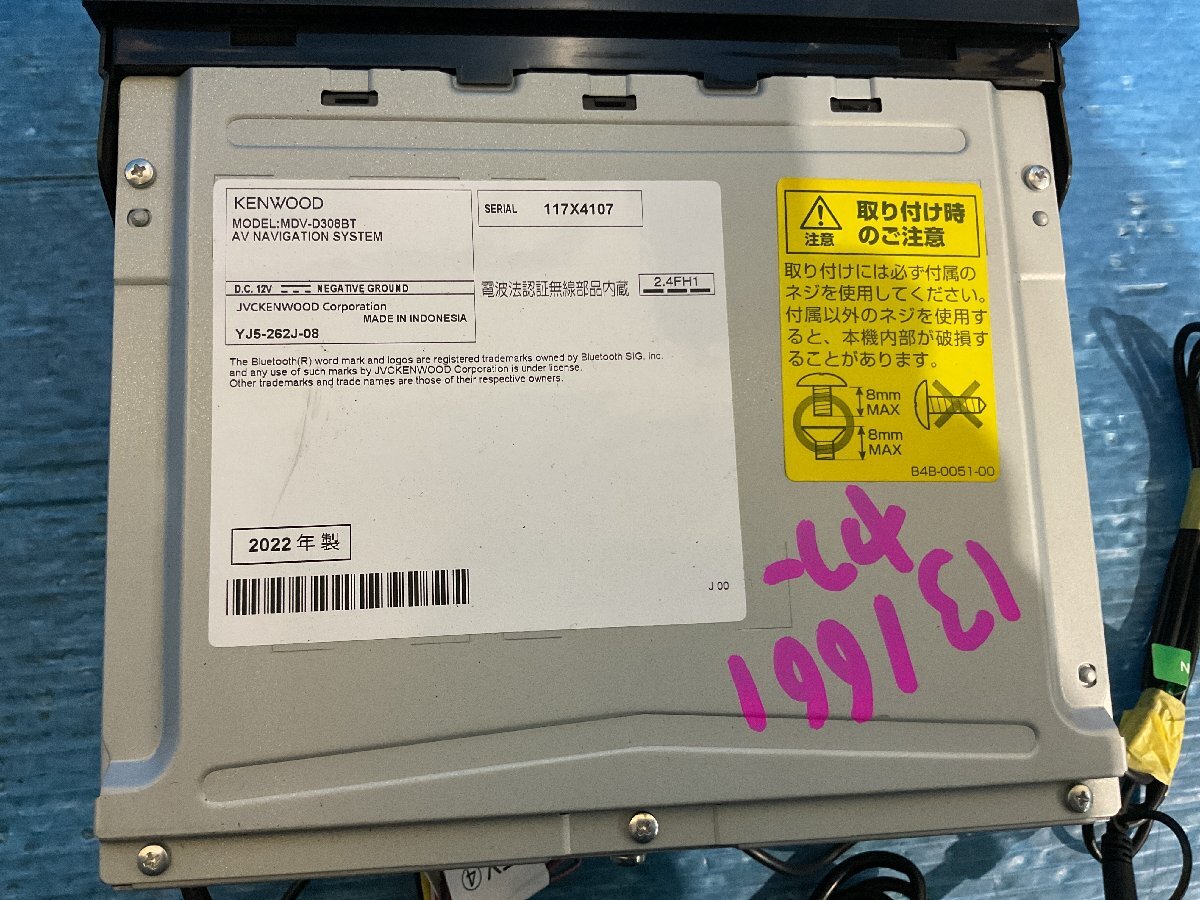 KENWOOD
MODEL:MDV-D308BT
AV NAVIGATION SYSTEM
SERIAL 117X4107
D.C. 12V NEGATIVE GROUND
JVCKENWOOD Corporation
MADE IN INDONESIA
YJ5-262J-08
電波法認証無線部品内蔵
2.4FH1
The Bluetooth(R) word mark and logos are registered trademarks owned by Bluetooth SIG, Inc.
and any use of such marks by JVCKENWOOD Corporation is under license.
Other trademarks and trade names are those of their respective owners.
2022 年 製
J 00
注意
取り付け時
のご注意
取り付けには必ず付属の
ネジを使用してください。
付属以外のネジを使用す
ると、本機内部が破損す
ることがあります。
8mm
MAX
8mm
MAX
B4B-0051-00
ヤフー
131661
N